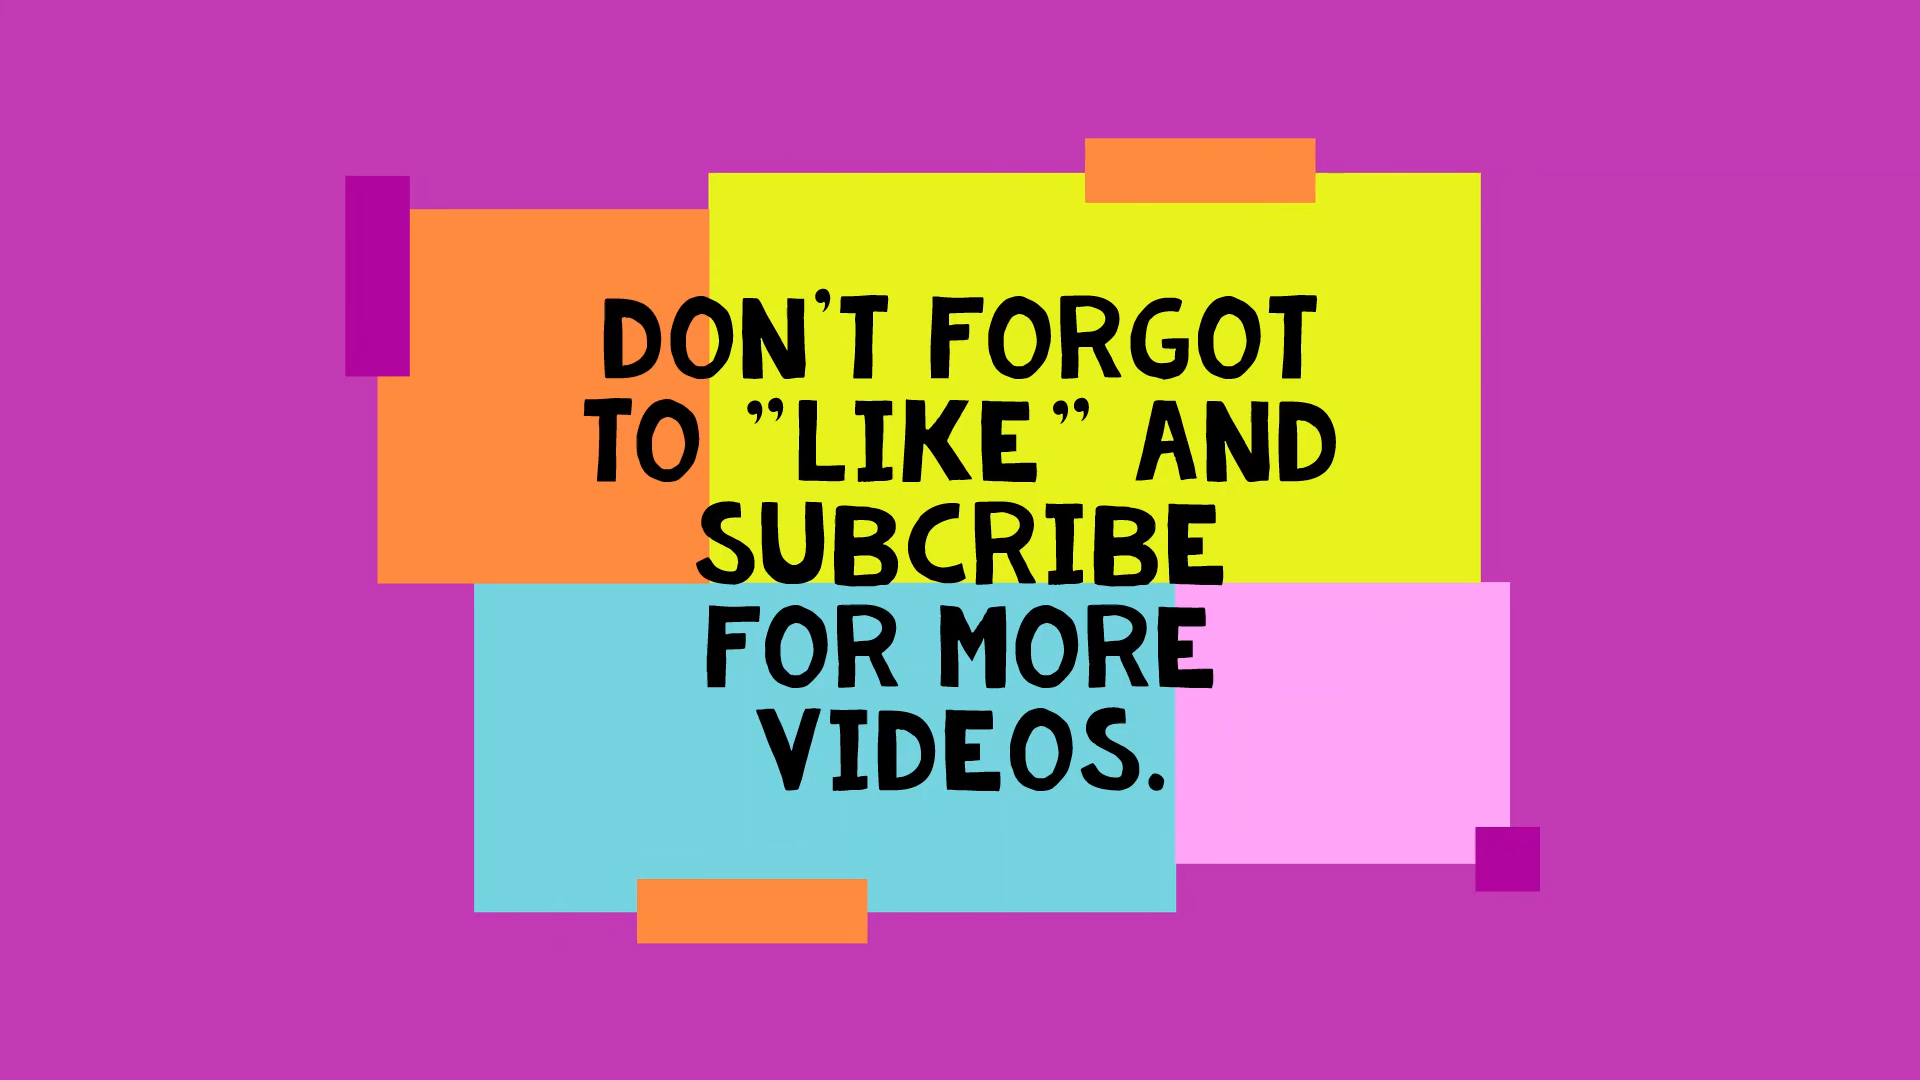 DON’T FORGOT
TO ”LIKE” AND
SUBCRIBE
FOR MORE
VIDEOS.